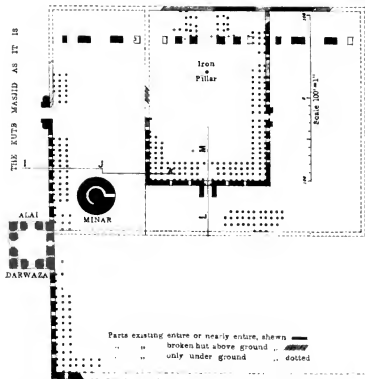 THE KUTB MASJID AS IT IS
Iron
Pillar
Scale 100'=1"
M
L
ALAI
MINAR
DARWAZA
Parts existing entire or nearly entire, shewn
„ „ broken but above ground „
„ „ only under ground „ dotted